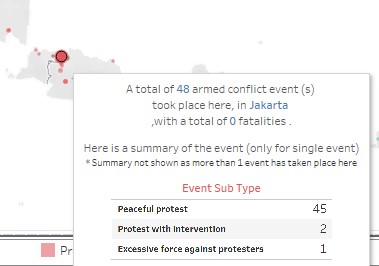 A total of 48 armed conflict event (s)
took place here, in Jakarta
,with a total of 0 fatalities .
Here is a summary of the event (only for single event)
* Summary not shown as more than 1 event has taken place here
Event Sub Type
Peaceful protest 45
Protest with intervention 2
Excessive force against protesters 1
Pr